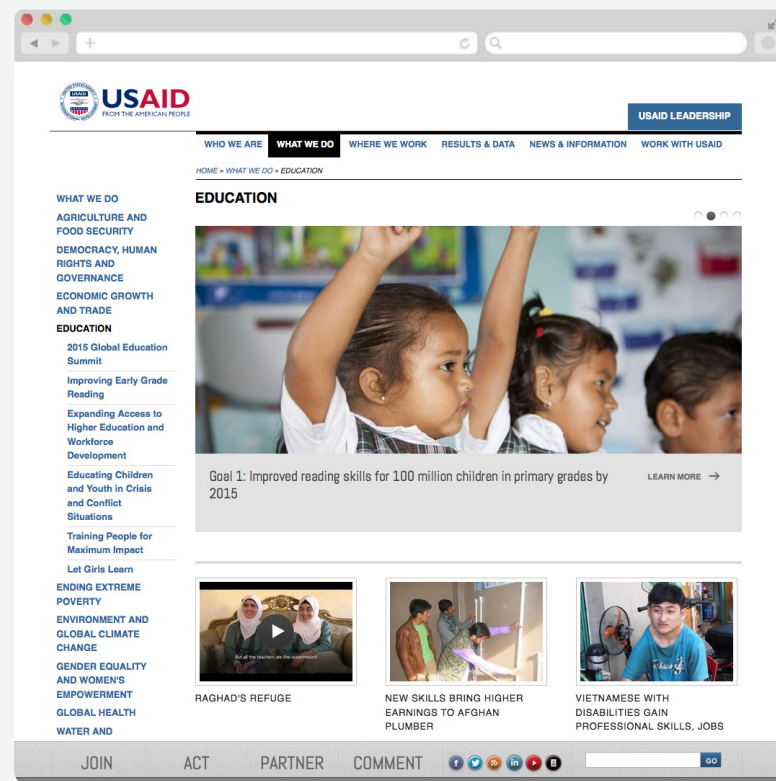 USAID
FROM THE AMERICAN PEOPLE
USAID LEADERSHIP
WHO WE ARE
WHAT WE DO
WHERE WE WORK
RESULTS & DATA
NEWS & INFORMATION
WORK WITH USAID
HOME » WHAT WE DO » EDUCATION
WHAT WE DO
AGRICULTURE AND
FOOD SECURITY
DEMOCRACY, HUMAN
RIGHTS AND
GOVERNANCE
ECONOMIC GROWTH
AND TRADE
EDUCATION
2015 Global Education
Summit
Improving Early Grade
Reading
Expanding Access to
Higher Education and
Workforce
Development
Educating Children
and Youth in Crisis
and Conflict
Situations
Training People for
Maximum Impact
Let Girls Learn
ENDING EXTREME
POVERTY
ENVIRONMENT AND
GLOBAL CLIMATE
CHANGE
GENDER EQUALITY
AND WOMEN'S
EMPOWERMENT
GLOBAL HEALTH
WATER AND
EDUCATION
Goal 1: Improved reading skills for 100 million children in primary grades by
2015
LEARN MORE
But all the teachers ate the watermelon!
RAGHAD'S REFUGE
NEW SKILLS BRING HIGHER
EARNINGS TO AFGHAN
PLUMBER
VIETNAMESE WITH
DISABILITIES GAIN
PROFESSIONAL SKILLS, JOBS
JOIN
ACT
PARTNER
COMMENT
GO